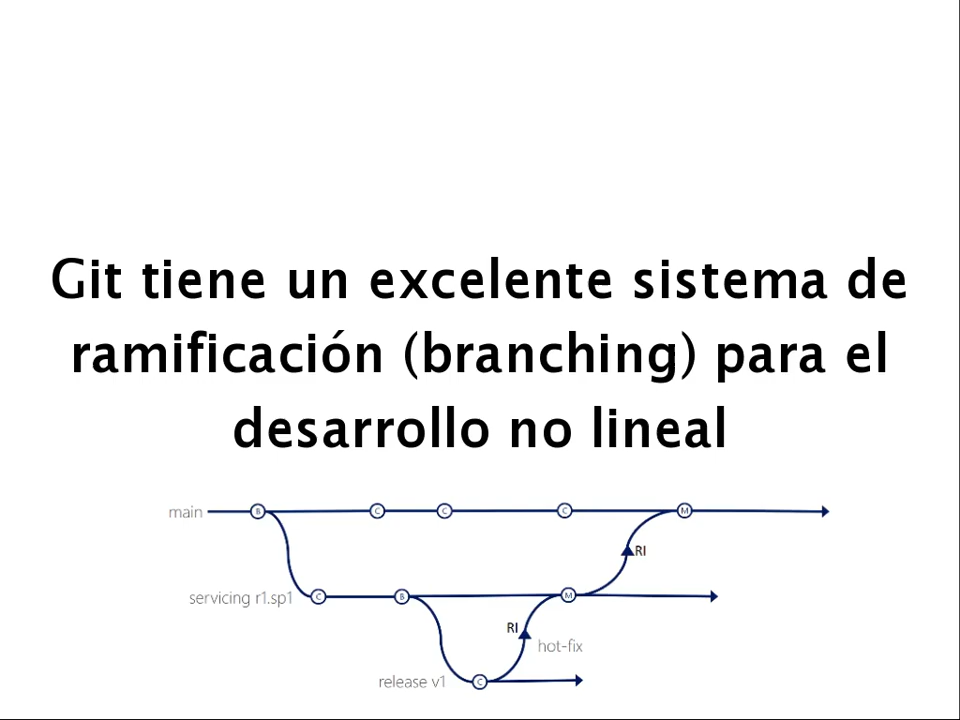 Git tiene un excelente sistema de
ramificación (branching) para el
desarrollo no lineal
main B C C C M
RI
servicing r1.sp1 C B M
RI
hot-fix
release v1 C